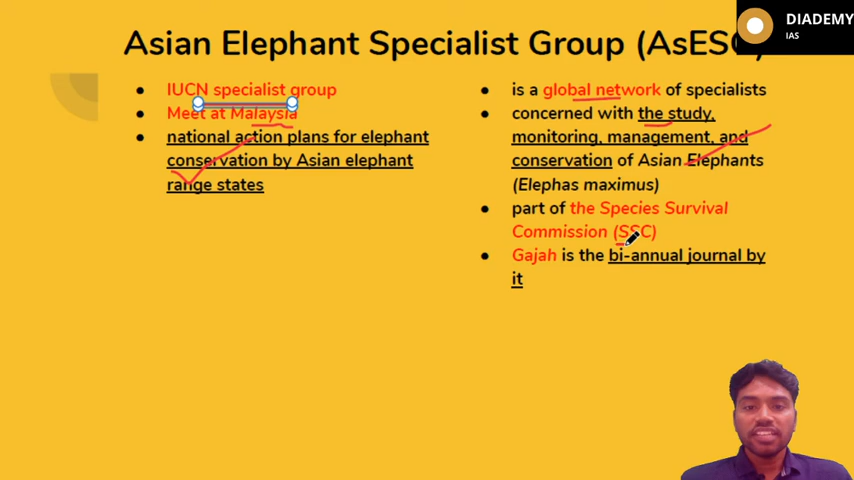 DIADEMY
IAS
Asian Elephant Specialist Group (AsESG)
IUCN specialist group
Meet at Malaysia
national action plans for elephant
conservation by Asian elephant
range states
is a global network of specialists
concerned with the study,
monitoring, management, and
conservation of Asian Elephants
(Elephas maximus)
part of the Species Survival
Commission (SSC)
Gajah is the bi-annual journal by
it